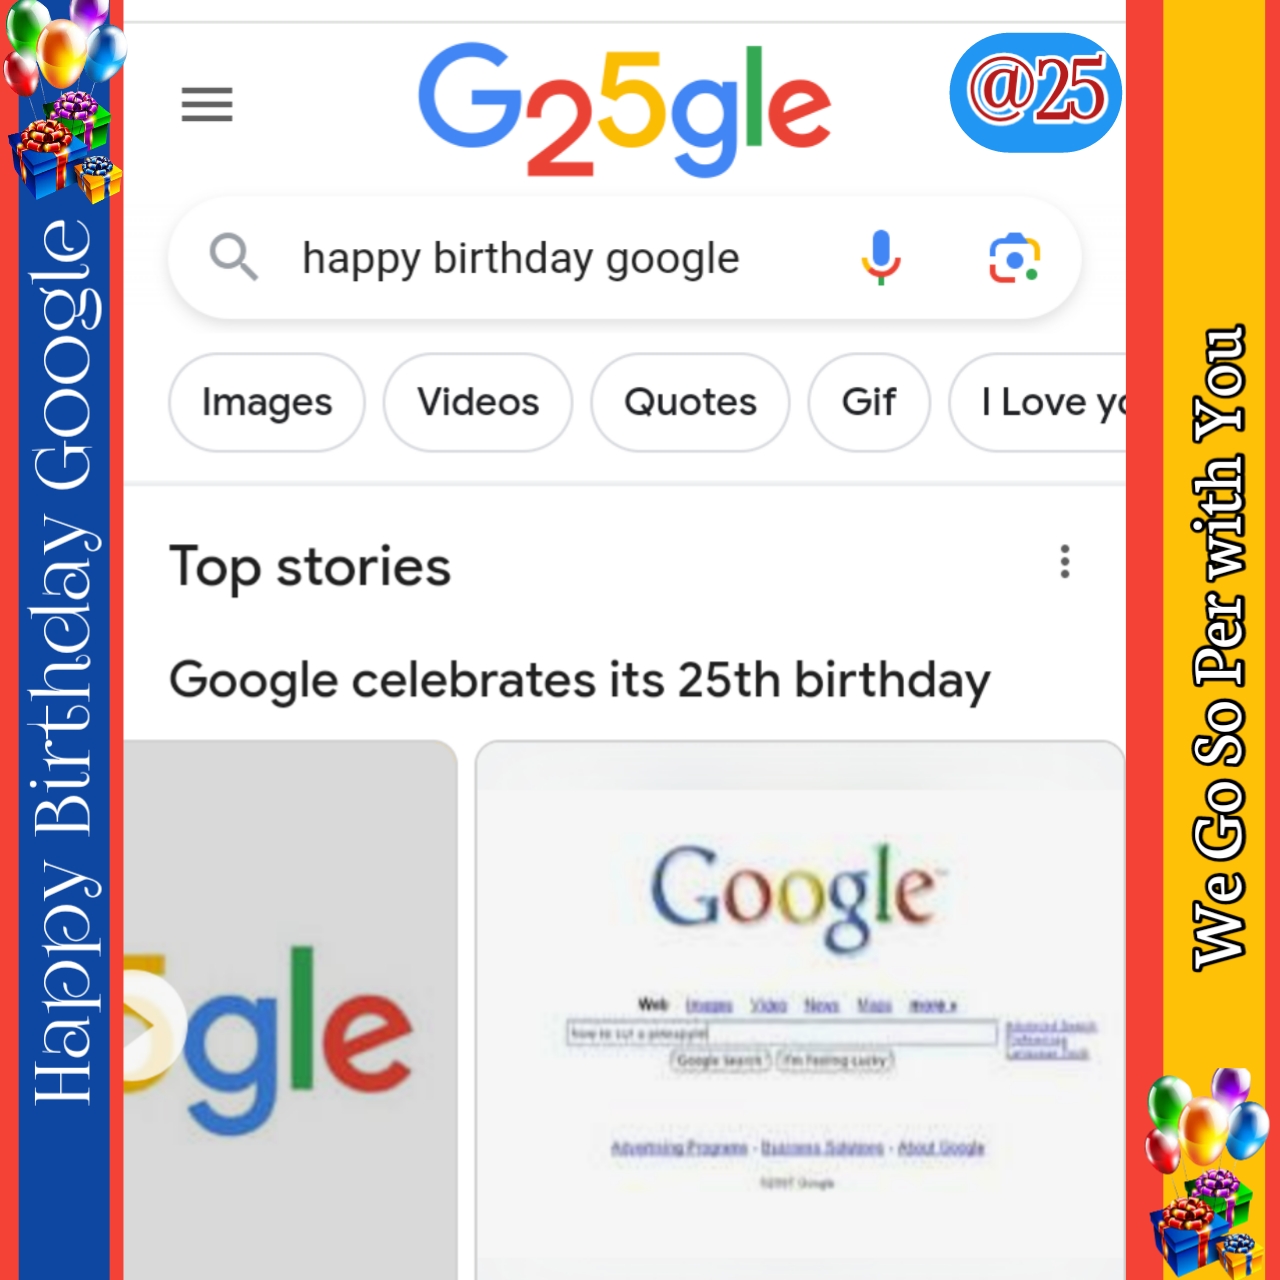 G25gle
@25
happy birthday google
Images
Videos
Quotes
Gif
I Love yo
Top stories
Google celebrates its 25th birthday
gle
Google
Web Images Video News Maps more »
how to cut a pineapple
Advanced Search
Preferences
Language Tools
Google Search
I'm Feeling Lucky
Advertising Programs - Business Solutions - About Google
Happy Birthday Google
We Go So Per with You